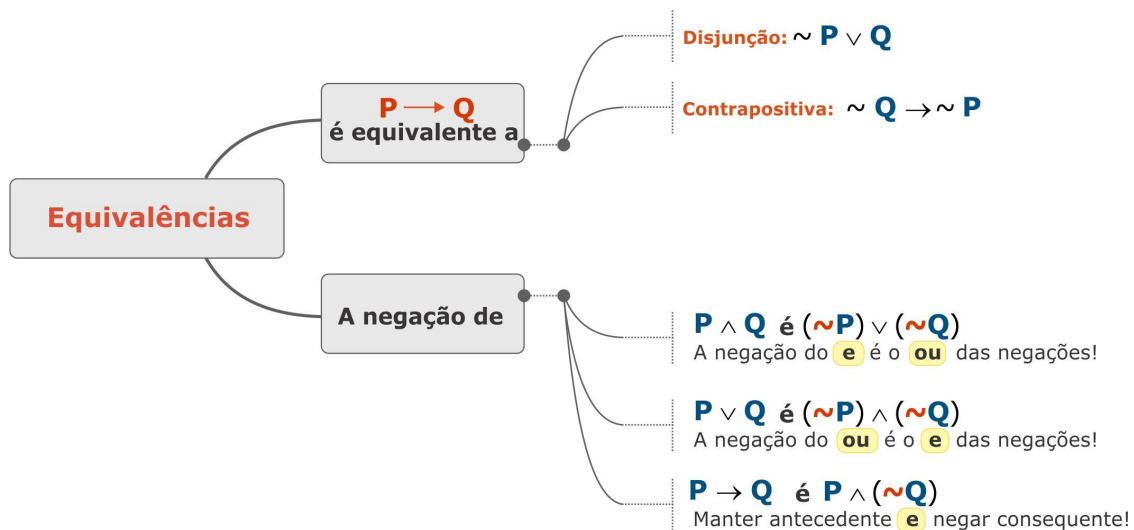 Equivalências
P → Q
é equivalente a
Disjunção: ~ P ∨ Q
Contrapositiva: ~ Q → ~ P
A negação de
P ∧ Q é (~P) ∨ (~Q)
A negação do e é o ou das negações!
P ∨ Q é (~P) ∧ (~Q)
A negação do ou é o e das negações!
P → Q é P ∧ (~Q)
Manter antecedente e negar consequente!